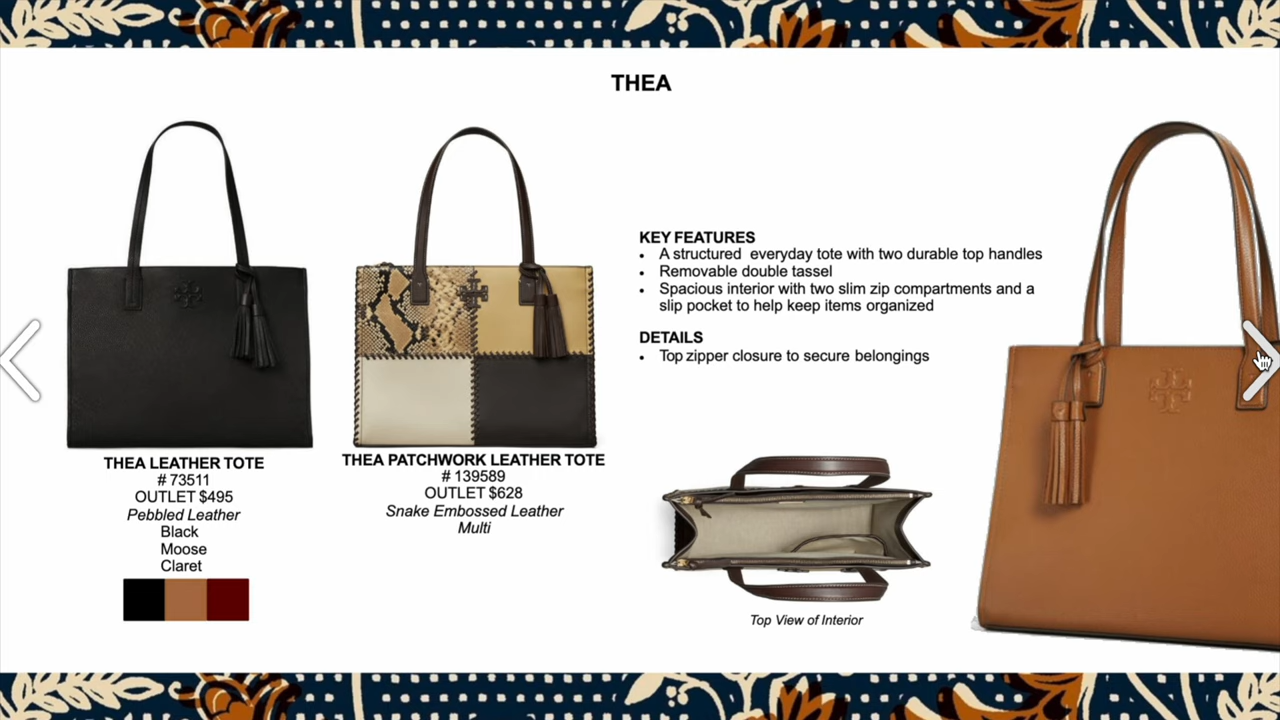 THEA
THEA LEATHER TOTE
# 73511
OUTLET $495
Pebbled Leather
Black
Moose
Claret
THEA PATCHWORK LEATHER TOTE
# 139589
OUTLET $628
Snake Embossed Leather
Multi
KEY FEATURES
• A structured everyday tote with two durable top handles
• Removable double tassel
• Spacious interior with two slim zip compartments and a
slip pocket to help keep items organized
DETAILS
• Top zipper closure to secure belongings
Top View of Interior